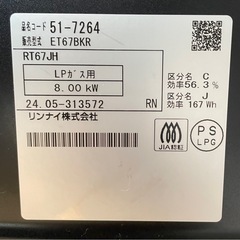 品名コード 51-7264
販売型式 ET67BKR
RT67JH
LPガス用
8.00 kW
24.05-313572 RN
リンナイ株式会社
区分名 C
効率56.3 %
区分名 J
効率 167 Wh
JIA認証
PS
LPG